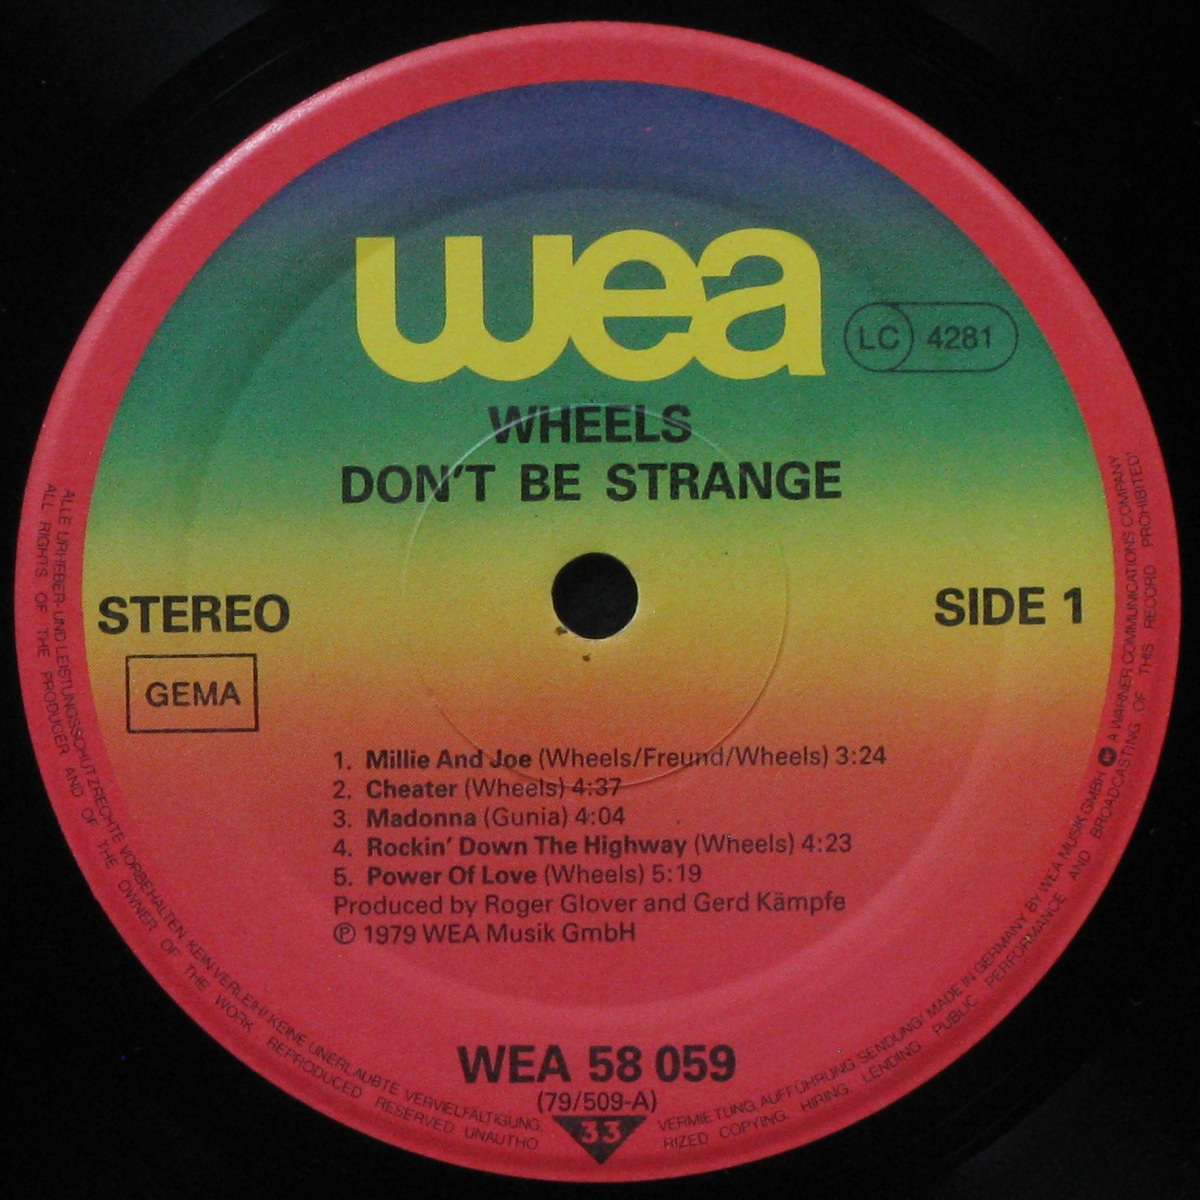 wea
LC 4281
WHEELS
DON'T BE STRANGE
STEREO
SIDE 1
GEMA
1. Millie And Joe (Wheels/Freund/Wheels) 3:24
2. Cheater (Wheels) 4:37
3. Madonna (Gunia) 4:04
4. Rockin' Down The Highway (Wheels) 4:23
5. Power Of Love (Wheels) 5:19
Produced by Roger Glover and Gerd Kämpfe
℗ 1979 WEA Musik GmbH
WEA 58 059
(79/509-A)
33
ALLE URHEBER- UND LEISTUNGSSCHUTZRECHTE VORBEHALTEN. KEIN VERLEIH! KEINE UNERLAUBTE VERVIELFÄLTIGUNG, VERMIETUNG, AUFFÜHRUNG, SENDUNG! MADE IN GERMANY BY WEA MUSIK GMBH A WARNER COMMUNICATIONS COMPANY
ALL RIGHTS OF THE PRODUCER AND OF THE OWNER OF THE WORK REPRODUCED RESERVED UNAUTHORIZED COPYING, HIRING, LENDING PUBLIC PERFORMANCE AND BROADCASTING OF THIS RECORD PROHIBITED!